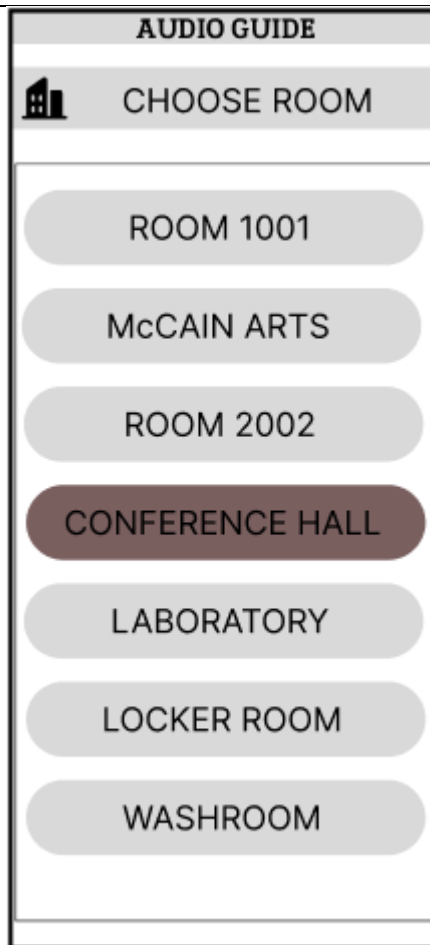 AUDIO GUIDE
CHOOSE ROOM
ROOM 1001
McCAIN ARTS
ROOM 2002
CONFERENCE HALL
LABORATORY
LOCKER ROOM
WASHROOM